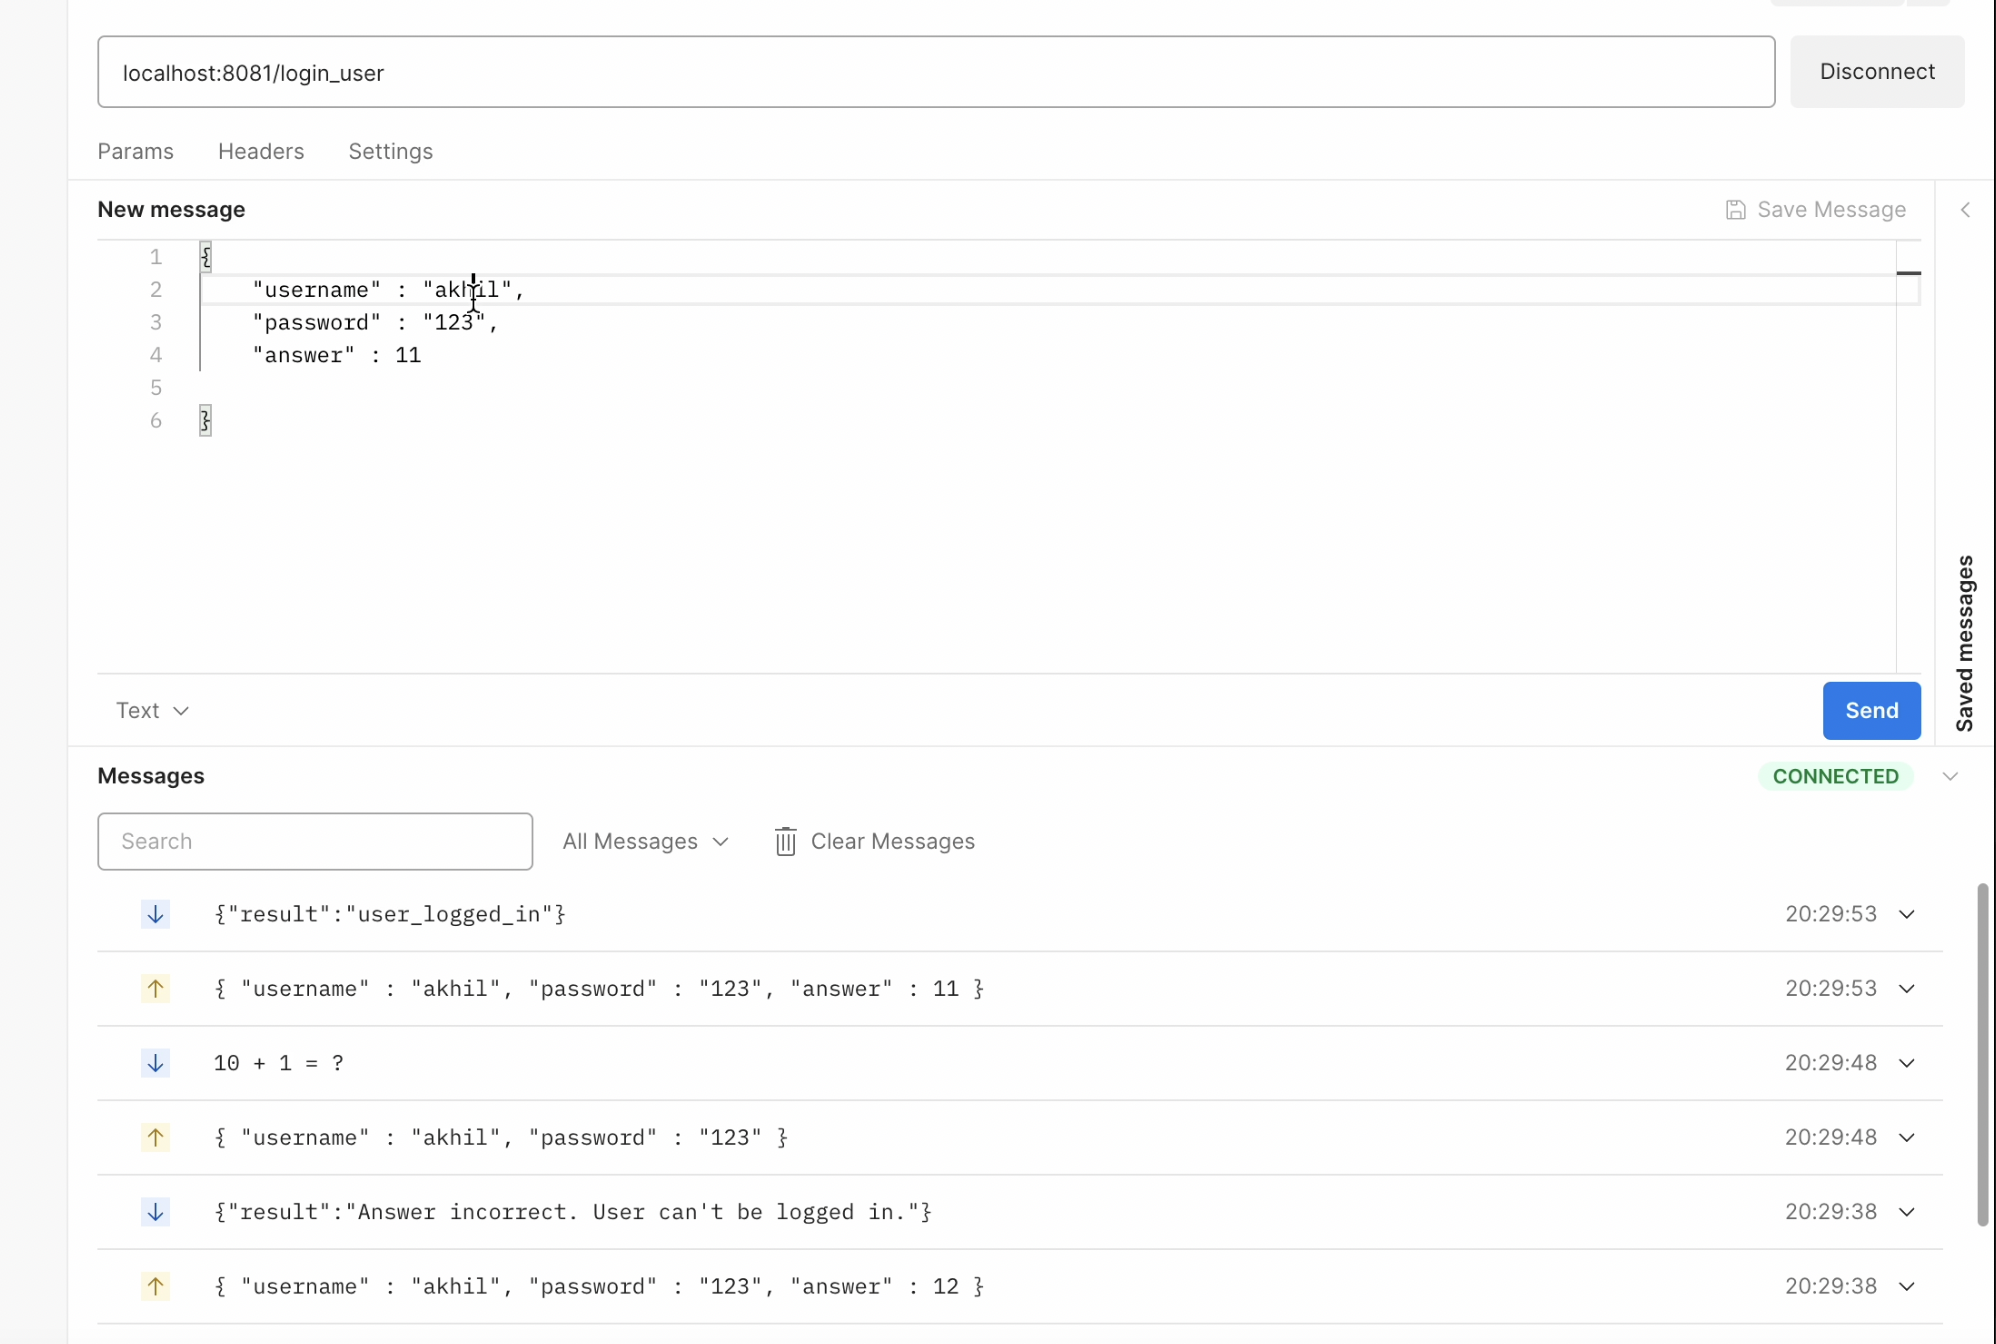 localhost:8081/login_user
Disconnect
Params Headers Settings
New message
Save Message
1 {
2 "username" : "akhil",
3 "password" : "123",
4 "answer" : 11
5
6 }
Saved messages
Text
Send
Messages
CONNECTED
Search
All Messages
Clear Messages
{"result":"user_logged_in"} 20:29:53
{ "username" : "akhil", "password" : "123", "answer" : 11 } 20:29:53
10 + 1 = ? 20:29:48
{ "username" : "akhil", "password" : "123" } 20:29:48
{"result":"Answer incorrect. User can't be logged in."} 20:29:38
{ "username" : "akhil", "password" : "123", "answer" : 12 } 20:29:38